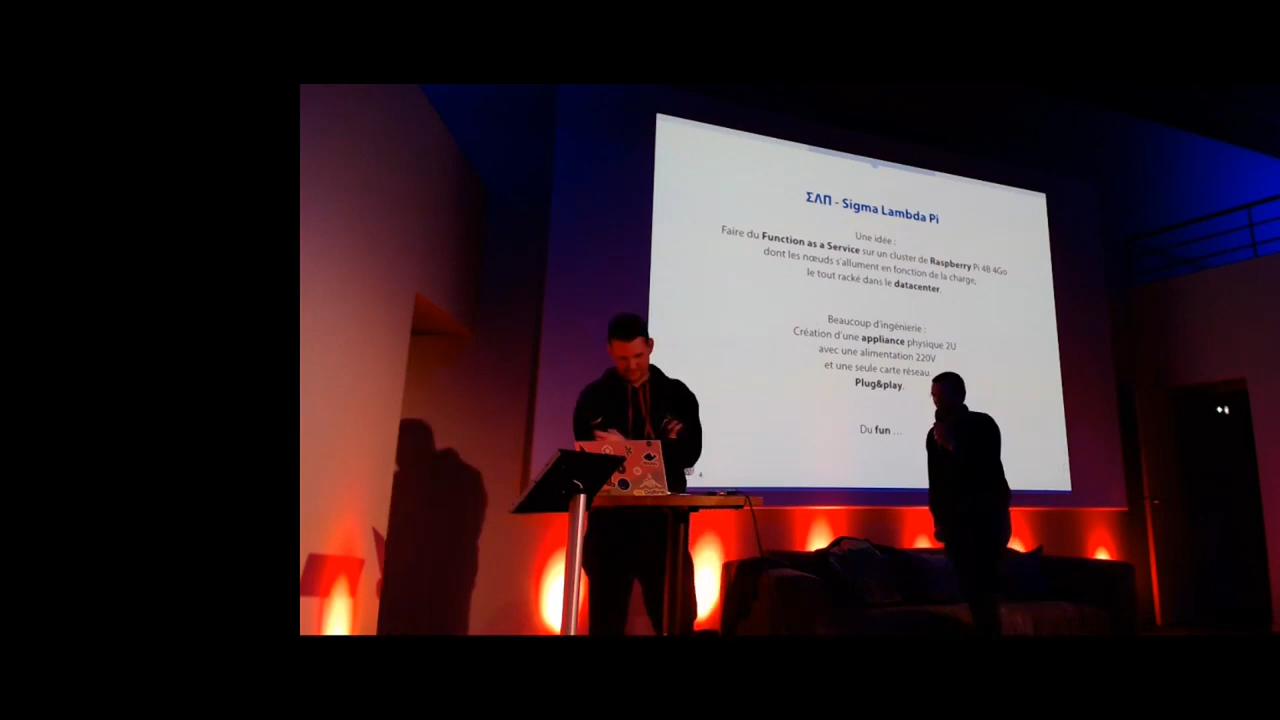 ΣΛΠ - Sigma Lambda Pi
Une idée :
Faire du Function as a Service sur un cluster de Raspberry Pi 4B 4Go
dont les nœuds s'allument en fonction de la charge,
le tout racké dans le datacenter.
Beaucoup d'ingénierie :
Création d'une appliance physique 2U
avec une alimentation 220V
et une seule carte réseau.
Plug&play.
Du fun ...
4